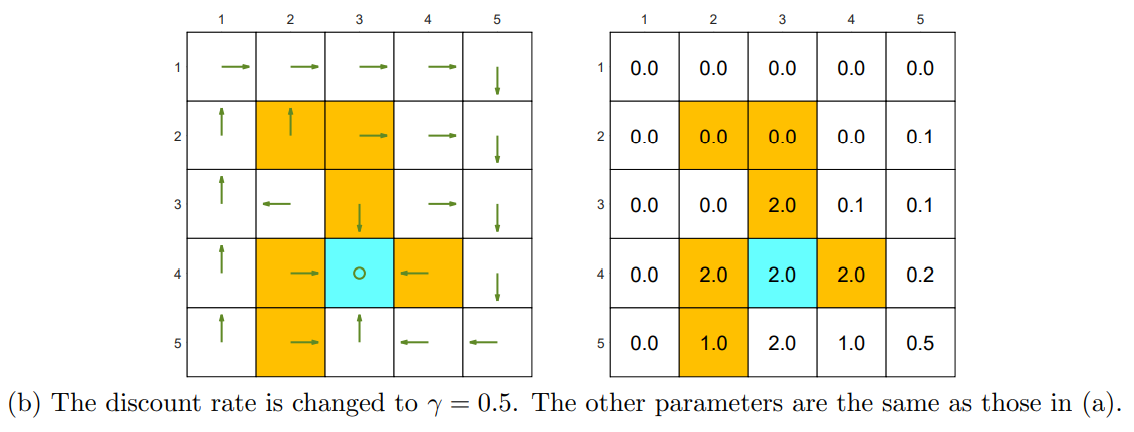 1 2 3 4 5 1 2 3 4 5
1 1 0.0 0.0 0.0 0.0 0.0
2 2 0.0 0.0 0.0 0.0 0.1
3 3 0.0 0.0 2.0 0.1 0.1
4 4 0.0 2.0 2.0 2.0 0.2
5 5 0.0 1.0 2.0 1.0 0.5
(b) The discount rate is changed to γ = 0.5. The other parameters are the same as those in (a).